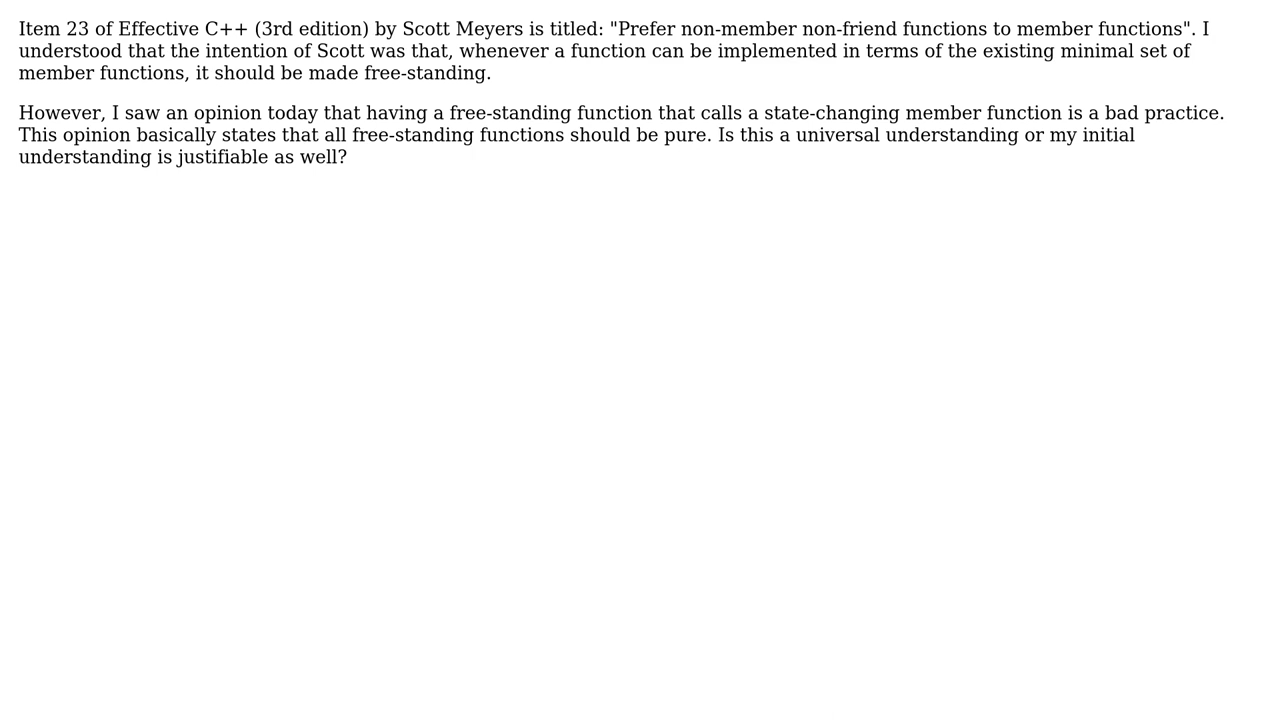 Item 23 of Effective C++ (3rd edition) by Scott Meyers is titled: "Prefer non-member non-friend functions to member functions". I
understood that the intention of Scott was that, whenever a function can be implemented in terms of the existing minimal set of
member functions, it should be made free-standing.
However, I saw an opinion today that having a free-standing function that calls a state-changing member function is a bad practice.
This opinion basically states that all free-standing functions should be pure. Is this a universal understanding or my initial
understanding is justifiable as well?